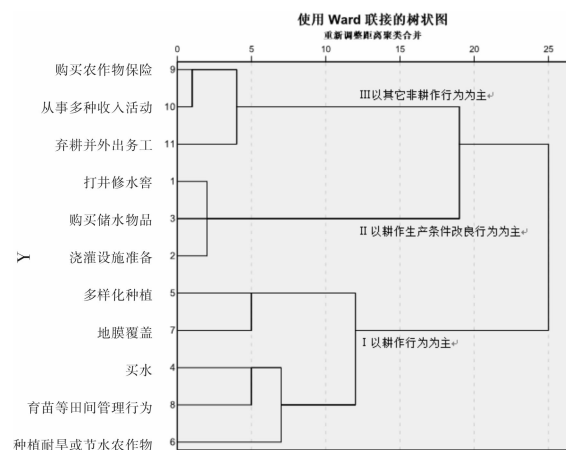 使用 Ward 联接的树状图
重新调整距离聚类合并
0 5 10 15 20 25
购买农作物保险 9
从事多种收入活动 10
弃耕并外出务工 11
打井修水窖 1
购买储水物品 3
浇灌设施准备 2
多样化种植 5
地膜覆盖 7
买水 4
育苗等田间管理行为 8
种植耐旱或节水农作物 6
Y
III以其它非耕作行为为主↵
II 以耕作生产条件改良行为为主↵
I 以耕作行为为主↵